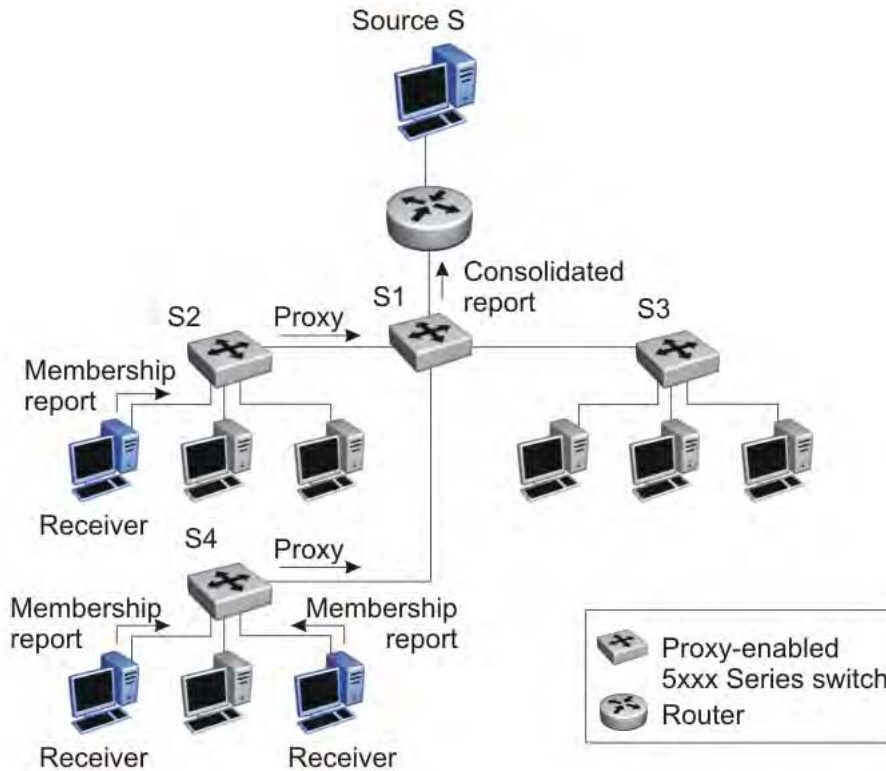 Source S
Consolidated
report
S1
S2
Proxy
S3
Membership
report
Receiver
S4
Proxy
Membership
report
Membership
report
Receiver
Receiver
Proxy-enabled
5xxx Series switch
Router